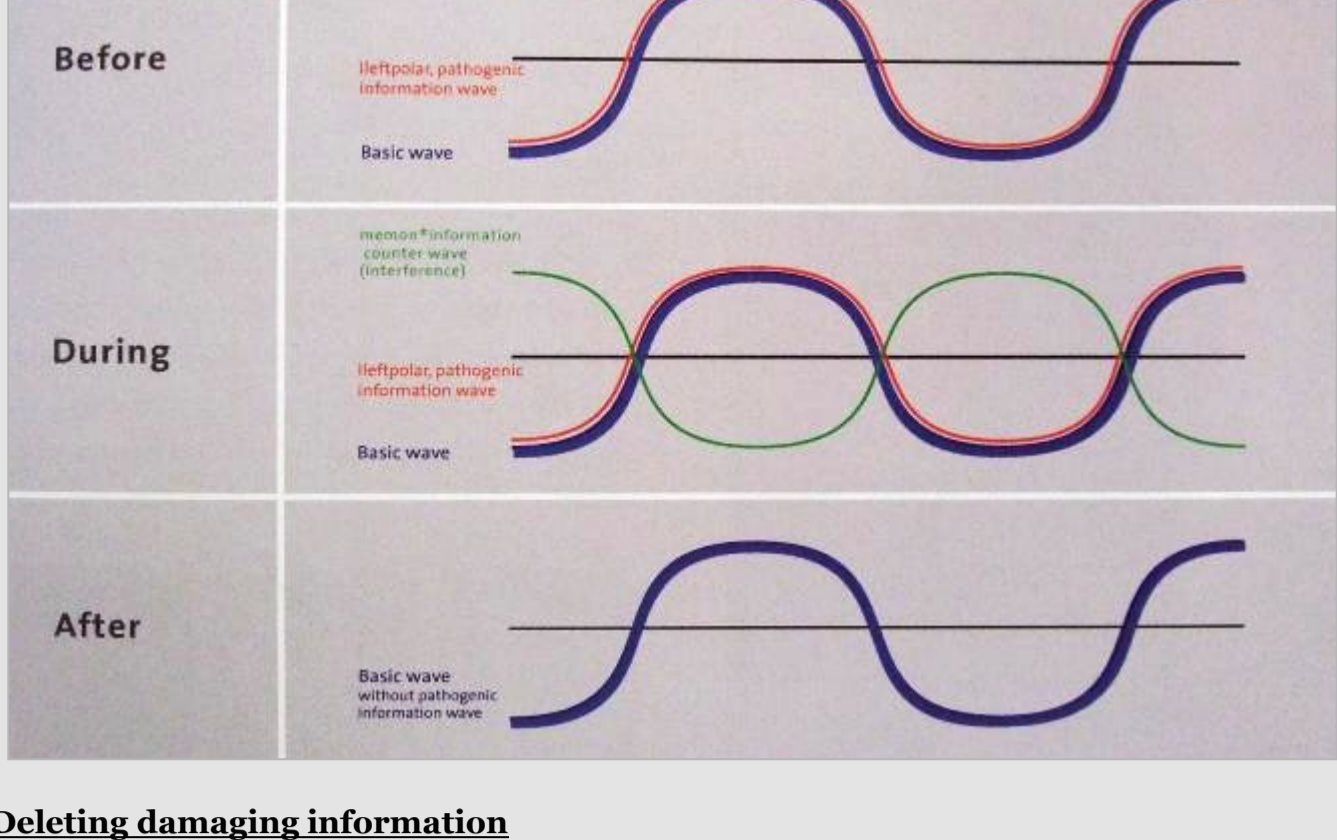 Before
lleftpolar, pathogenic
information wave
Basic wave
memon*information
counter wave
(interference)
During
lleftpolar, pathogenic
information wave
Basic wave
After
Basic wave
without pathogenic
information wave
Deleting damaging information